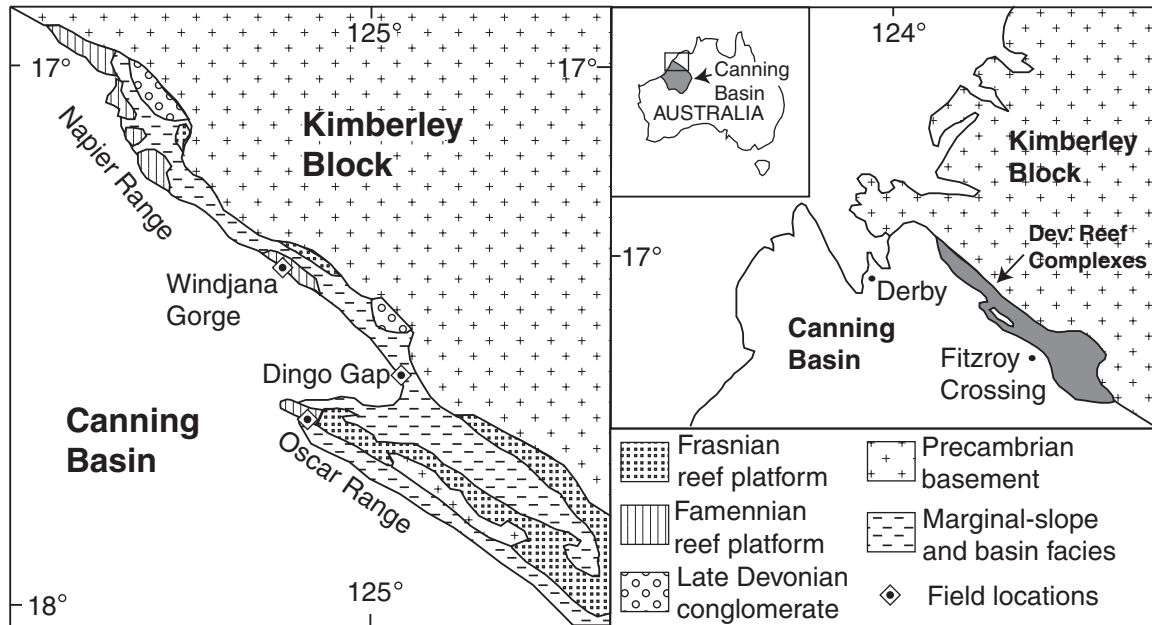 125°
17°
17°
Kimberley
Block
Napier Range
Windjana
Gorge
Dingo Gap
Canning
Basin
Oscar Range
18°
125°
Canning
Basin
AUSTRALIA
124°
Kimberley
Block
Dev. Reef
Complexes
17°
Derby
Canning
Basin
Fitzroy
Crossing
Frasnian
reef platform
Famennian
reef platform
Late Devonian
conglomerate
Precambrian
basement
Marginal-slope
and basin facies
Field locations